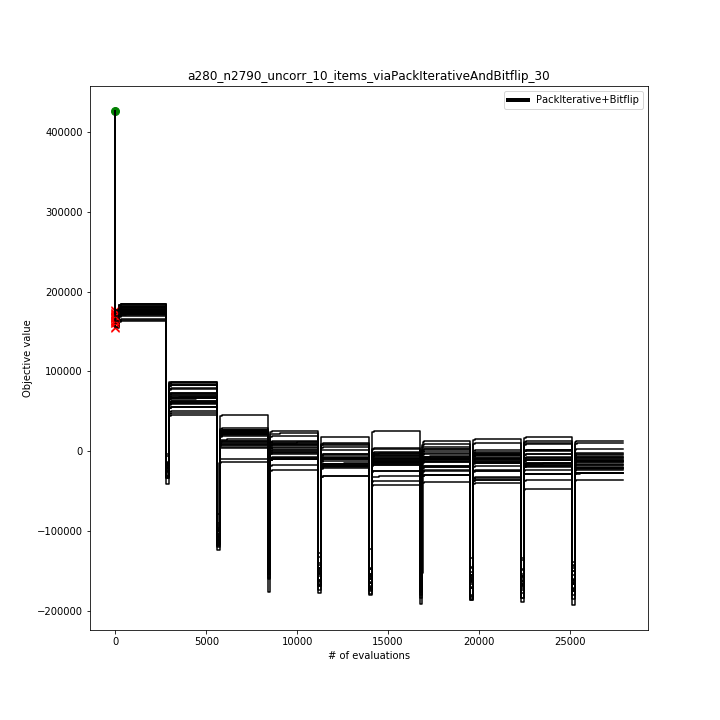 a280_n2790_uncorr_10_items_viaPackIterativeAndBitflip_30
PackIterative+Bitflip
400000
300000
200000
100000
0
−100000
−200000
Objective value
0 5000 10000 15000 20000 25000
# of evaluations